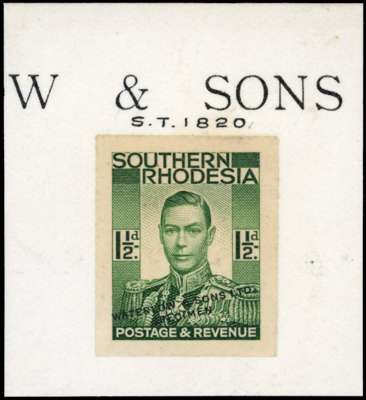 W & SONS
S.T.1820
SOUTHERN
RHODESIA
1½d. 1½d.
WATERLOW & SONS LTD.
SPECIMEN
POSTAGE & REVENUE